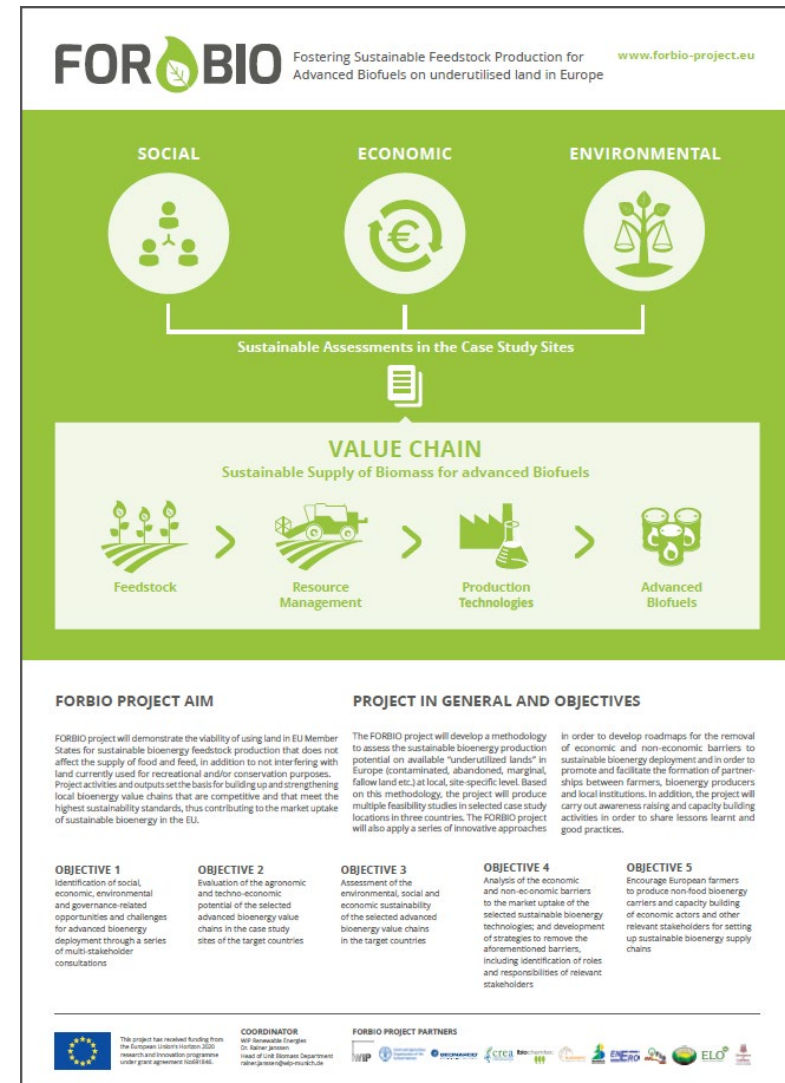 FOR BIO
Fostering Sustainable Feedstock Production for
Advanced Biofuels on underutilised land in Europe
www.forbio-project.eu
SOCIAL
ECONOMIC
ENVIRONMENTAL
€
Sustainable Assessments in the Case Study Sites
VALUE CHAIN
Sustainable Supply of Biomass for advanced Biofuels
Feedstock
Resource
Management
Production
Technologies
Advanced
Biofuels
FORBIO PROJECT AIM
FORBIO project will demonstrate the viability of using land in EU Member
States for sustainable bioenergy feedstock production that does not
affect the supply of food and feed, in addition to not interfering with
land currently used for recreational and/or conservation purposes.
Project activities and outputs set the basis for building up and strengthening
local bioenergy value chains that are competitive and that meet the
highest sustainability standards, thus contributing to the market uptake
of sustainable bioenergy in the EU.
PROJECT IN GENERAL AND OBJECTIVES
The FORBIO project will develop a methodology
to assess the sustainable bioenergy production
potential on available "underutilized lands" in
Europe (contaminated, abandoned, marginal,
fallow land etc.) at local, site-specific level. Based
on this methodology, the project will produce
multiple feasibility studies in selected case study
locations in three countries. The FORBIO project
will also apply a series of innovative approaches
in order to develop roadmaps for the removal
of economic and non-economic barriers to
sustainable bioenergy deployment and in order to
promote and facilitate the formation of partner-
ships between farmers, bioenergy producers
and local institutions. In addition, the project will
carry out awareness raising and capacity building
activities in order to share lessons learnt and
good practices.
OBJECTIVE 1
Identification of social,
economic, environmental
and governance-related
opportunities and challenges
for advanced bioenergy
deployment through a series
of multi-stakeholder
consultations
OBJECTIVE 2
Evaluation of the agronomic
and techno-economic
potential of the selected
advanced bioenergy value
chains in the case study
sites of the target countries
OBJECTIVE 3
Assessment of the
environmental, social and
economic sustainability
of the selected advanced
bioenergy value chains
in the target countries
OBJECTIVE 4
Analysis of the economic
and non-economic barriers
to the market uptake of the
selected sustainable bioenergy
technologies; and development
of strategies to remove the
aforementioned barriers,
including identification of roles
and responsibilities of relevant
stakeholders
OBJECTIVE 5
Encourage European farmers
to produce non-food bioenergy
carriers and capacity building
of economic actors and other
relevant stakeholders for setting
up sustainable bioenergy supply
chains
This project has received funding from
the European Union's Horizon 2020
research and innovation programme
under grant agreement No691846.
COORDINATOR
WIP Renewable Energies
Dr. Rainer Janssen
Head of Unit Biomass Department
rainer.janssen@wip-munich.de
FORBIO PROJECT PARTNERS
WIP
crea
biochem
ELO